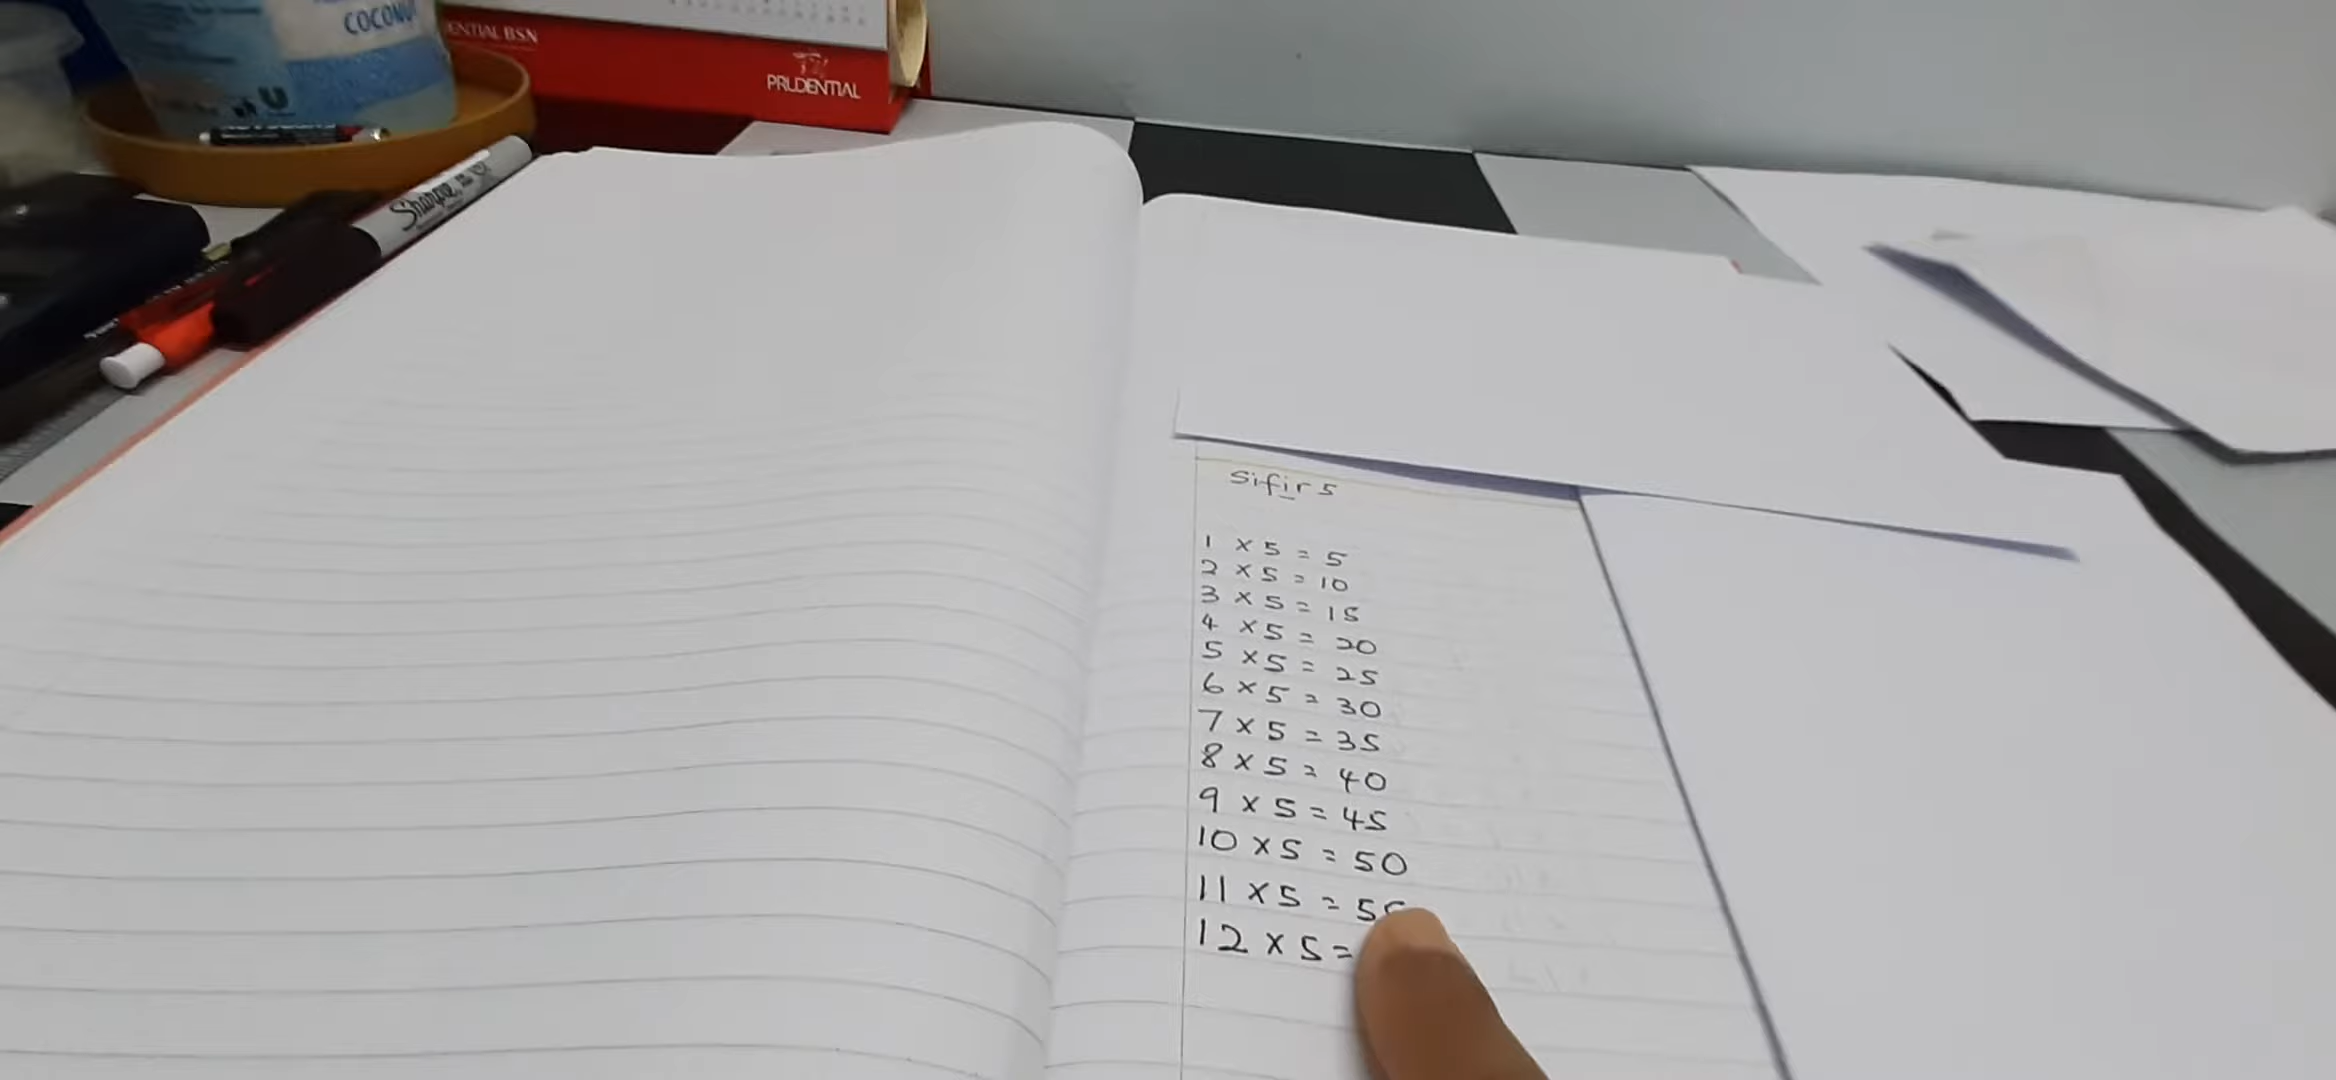 COCONU
ENTIAL BSN
PRUDENTIAL
Sharpie
Sifir 5
1 × 5 = 5
2 × 5 = 10
3 × 5 = 15
4 × 5 = 20
5 × 5 = 25
6 × 5 = 30
7 × 5 = 35
8 × 5 = 40
9 × 5 = 45
10 × 5 = 50
11 × 5 = 55
12 × 5 =